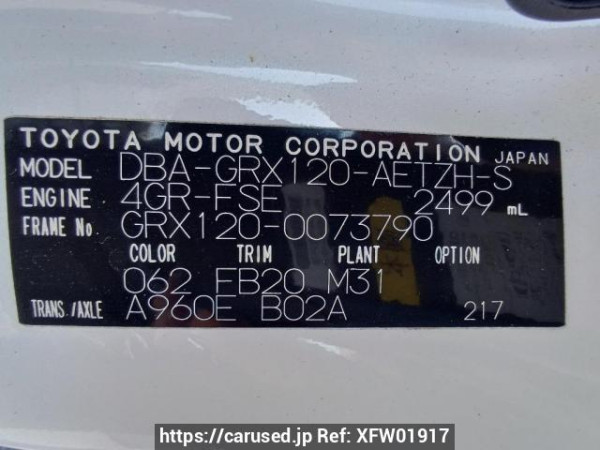 TOYOTA MOTOR CORPORATION JAPAN
MODEL DBA-GRX120-AETZH-S
ENGINE 4GR-FSE 2499 mL
FRAME No. GRX120-0073790
COLOR TRIM PLANT OPTION
062 FB20 M31
TRANS./AXLE A960E B02A 217
https://carused.jp Ref: XFW01917